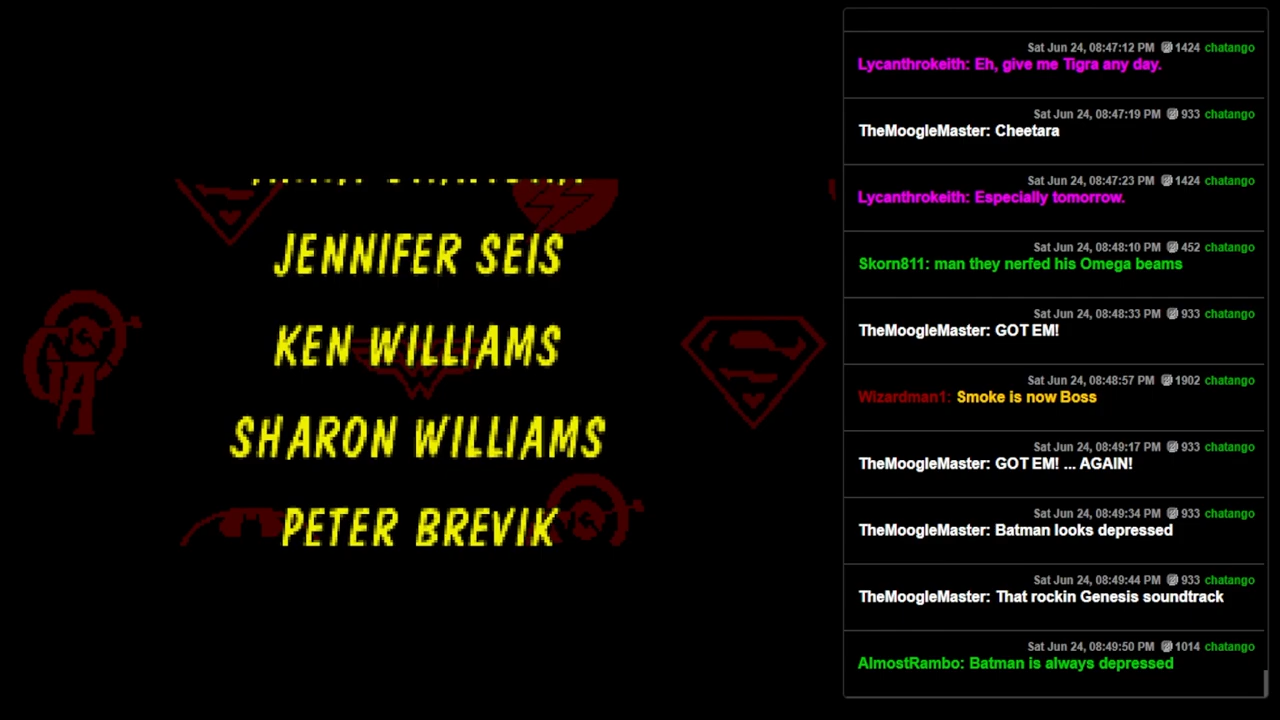 JENNIFER SEIS
KEN WILLIAMS
SHARON WILLIAMS
PETER BREVIK
Sat Jun 24, 08:47:12 PM 1424 chatango
Lycanthrokeith: Eh, give me Tigra any day.
Sat Jun 24, 08:47:19 PM 933 chatango
TheMoogleMaster: Cheetara
Sat Jun 24, 08:47:23 PM 1424 chatango
Lycanthrokeith: Especially tomorrow.
Sat Jun 24, 08:48:10 PM 452 chatango
Skorn811: man they nerfed his Omega beams
Sat Jun 24, 08:48:33 PM 933 chatango
TheMoogleMaster: GOT EM!
Sat Jun 24, 08:48:57 PM 1902 chatango
Wizardman1: Smoke is now Boss
Sat Jun 24, 08:49:17 PM 933 chatango
TheMoogleMaster: GOT EM! ... AGAIN!
Sat Jun 24, 08:49:34 PM 933 chatango
TheMoogleMaster: Batman looks depressed
Sat Jun 24, 08:49:44 PM 933 chatango
TheMoogleMaster: That rockin Genesis soundtrack
Sat Jun 24, 08:49:50 PM 1014 chatango
AlmostRambo: Batman is always depressed